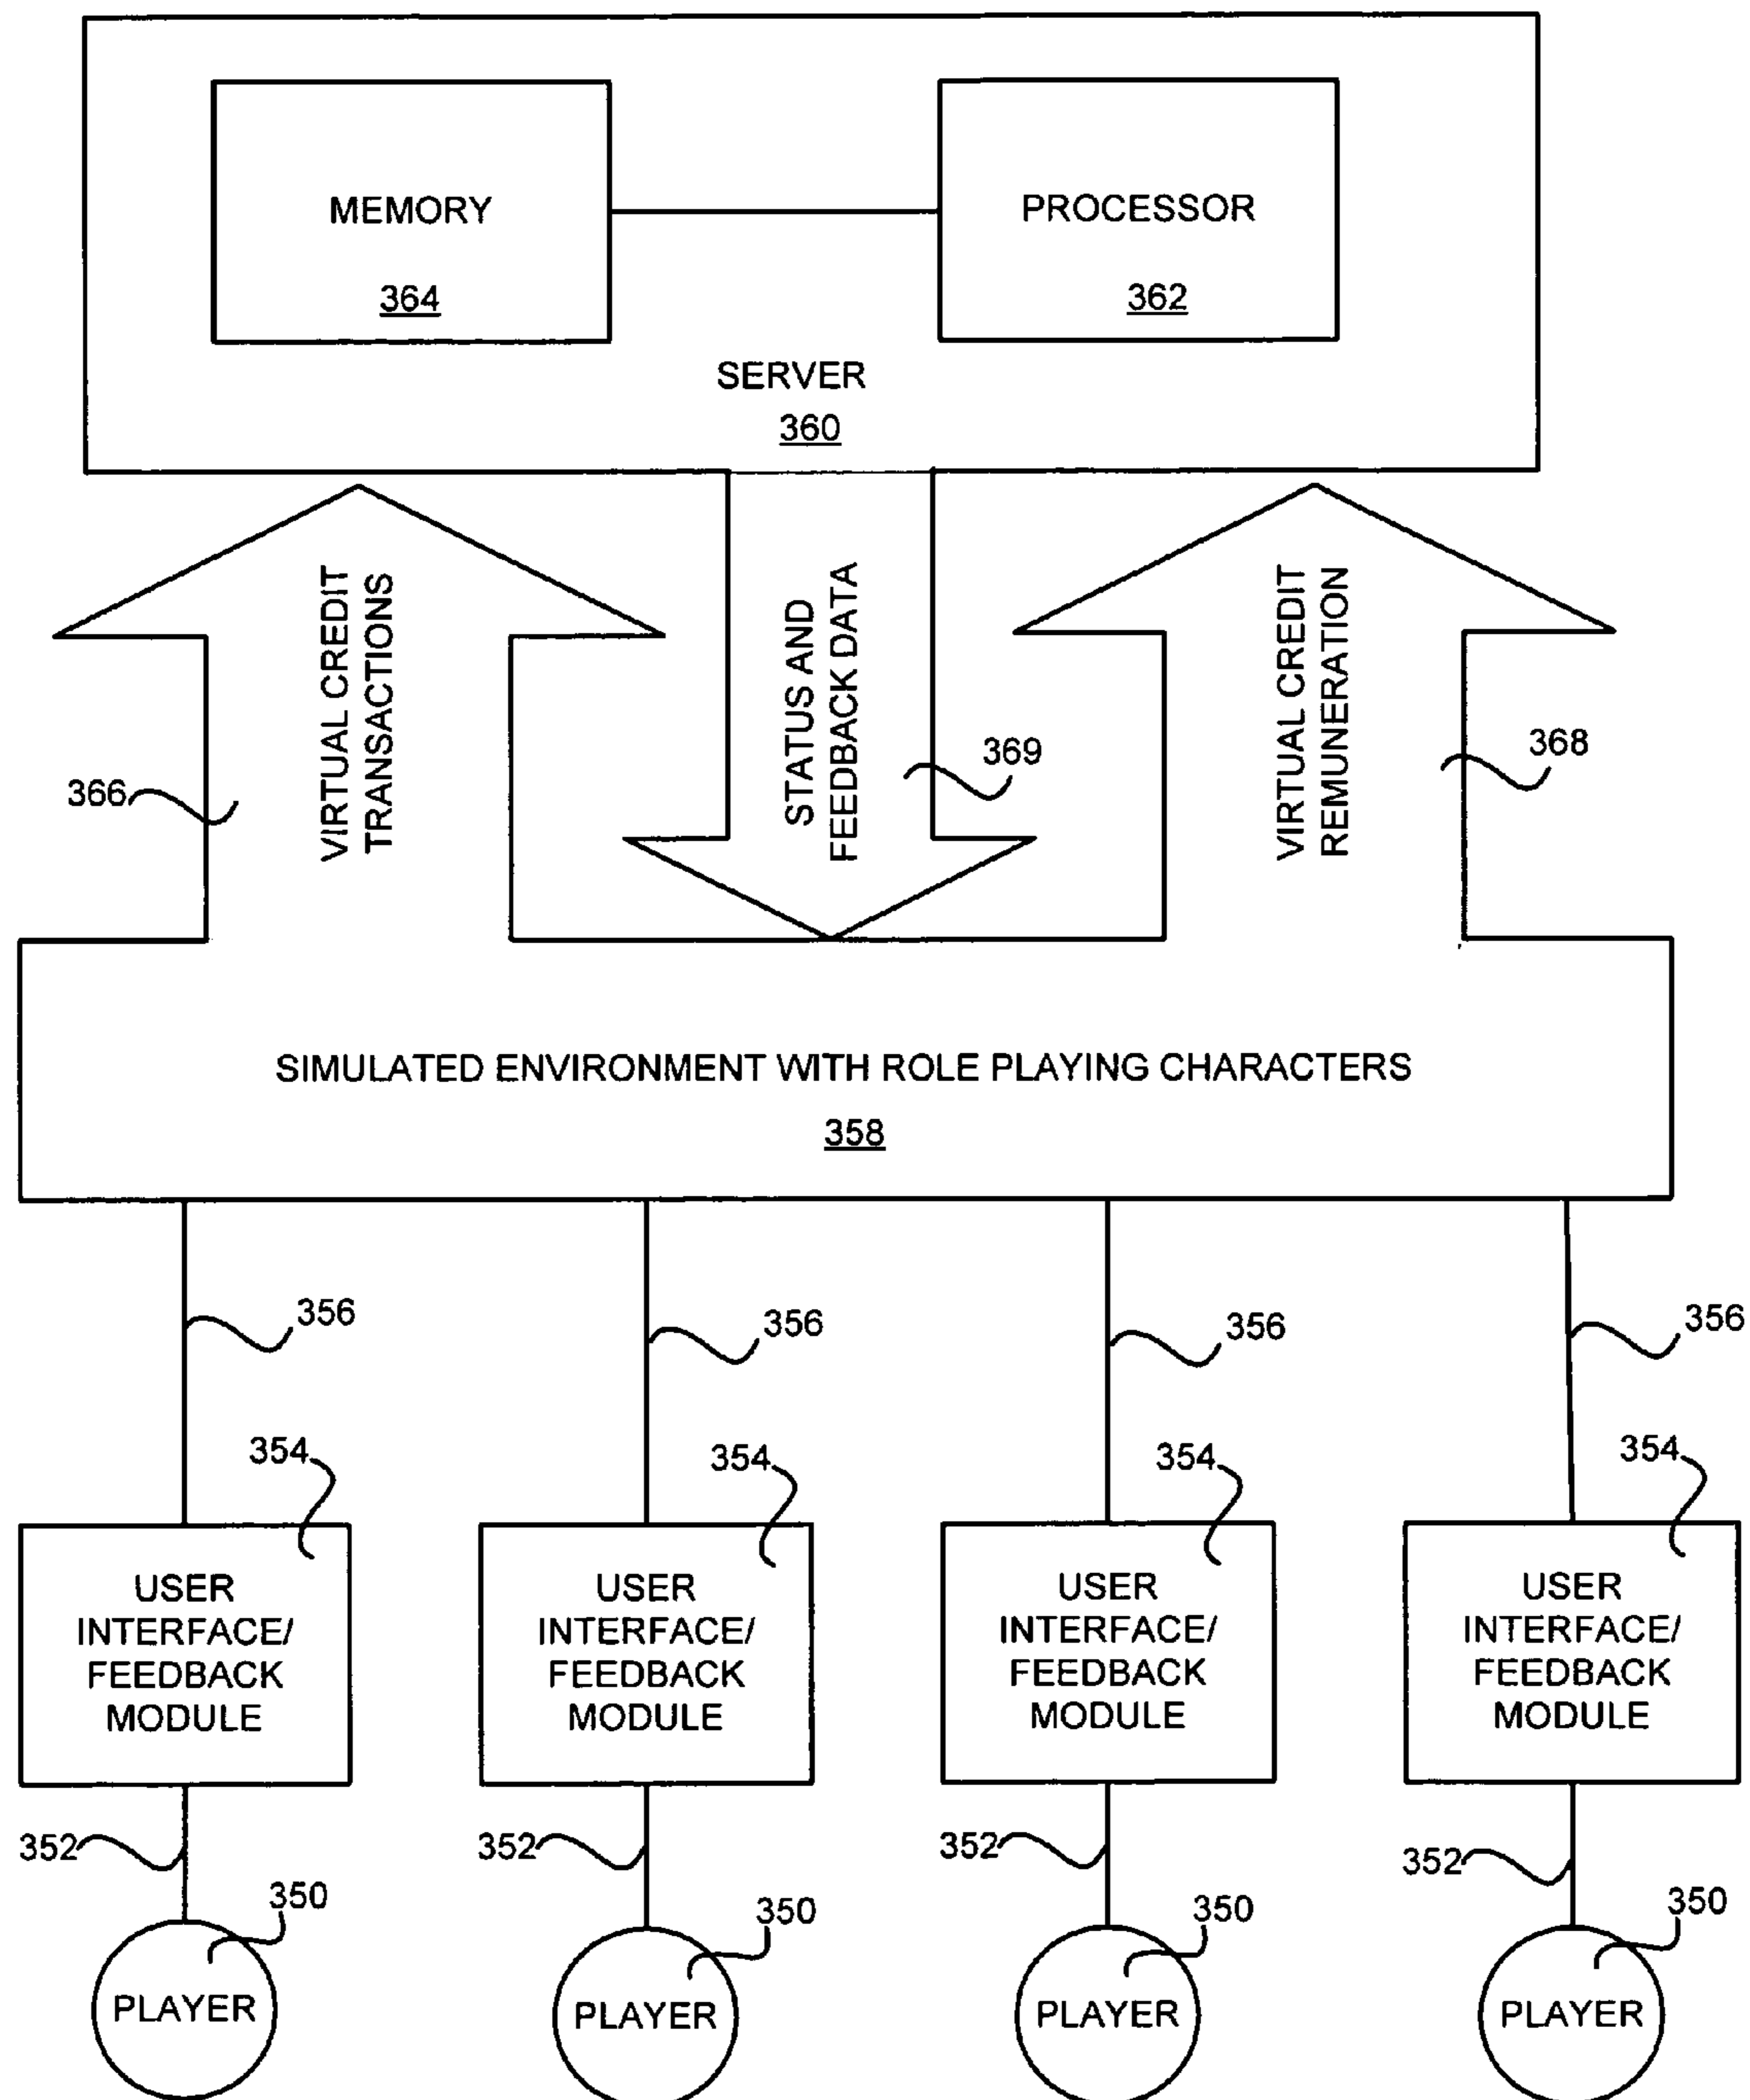 MEMORY
364
PROCESSOR
362
SERVER
360
VIRTUAL CREDIT
TRANSACTIONS
366
STATUS AND
FEEDBACK DATA
369
VIRTUAL CREDIT
REMUNERATION
368
SIMULATED ENVIRONMENT WITH ROLE PLAYING CHARACTERS
358
356
356
356
356
354
354
354
354
USER
INTERFACE/
FEEDBACK
MODULE
USER
INTERFACE/
FEEDBACK
MODULE
USER
INTERFACE/
FEEDBACK
MODULE
USER
INTERFACE/
FEEDBACK
MODULE
352
352
352
352
350
350
350
350
PLAYER
PLAYER
PLAYER
PLAYER